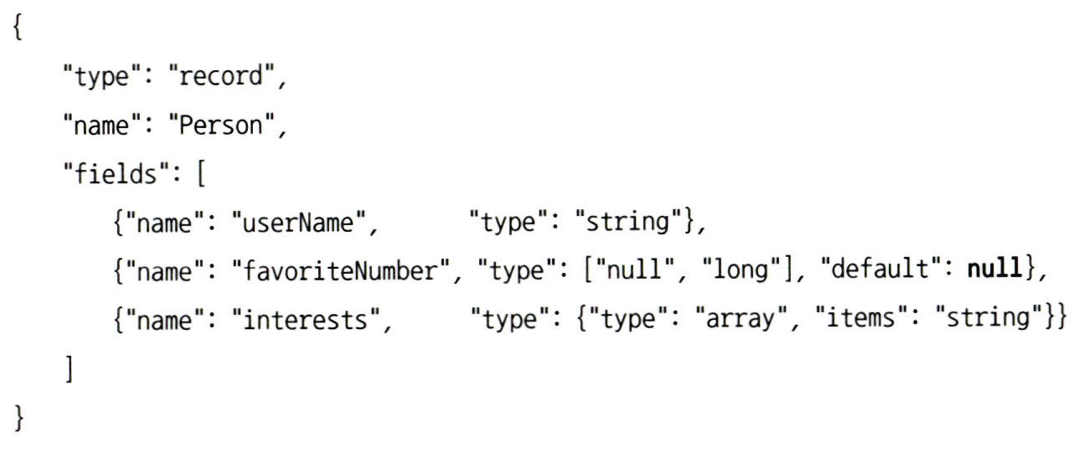 {
    "type": "record",
    "name": "Person",
    "fields": [
        {"name": "userName",      "type": "string"},
        {"name": "favoriteNumber", "type": ["null", "long"], "default": null},
        {"name": "interests",     "type": {"type": "array", "items": "string"}}
    ]
}